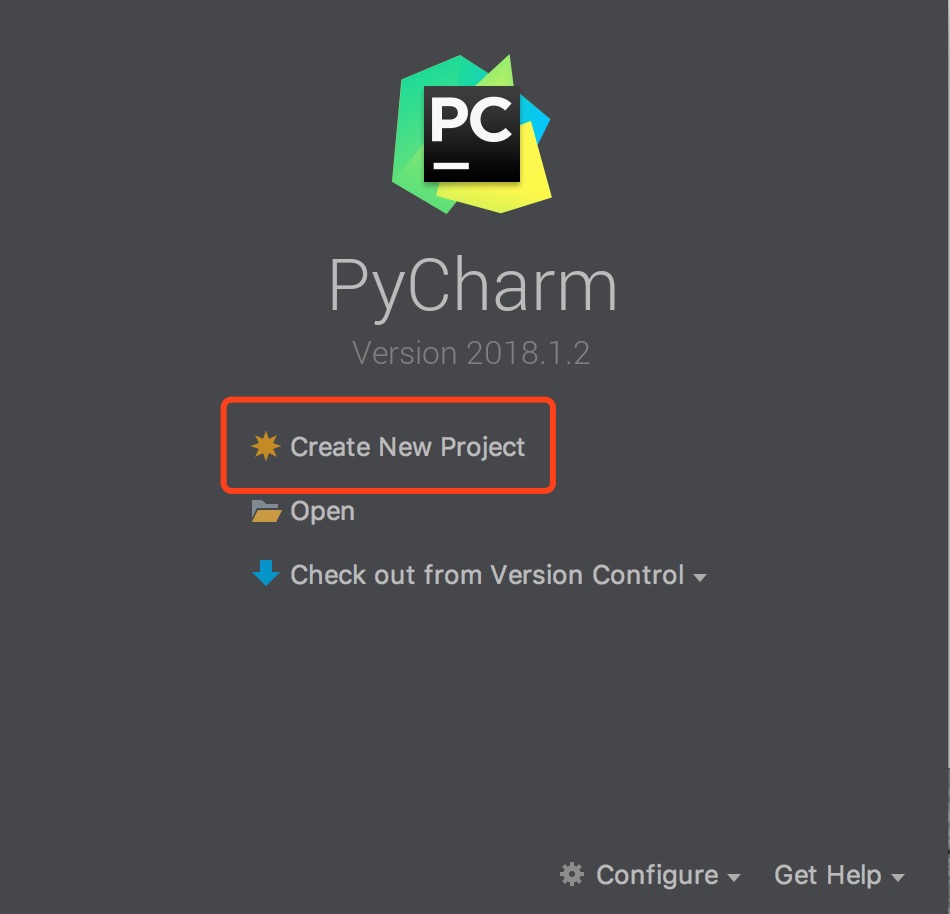 PC
PyCharm
Version 2018.1.2
Create New Project
Open
Check out from Version Control
Configure
Get Help